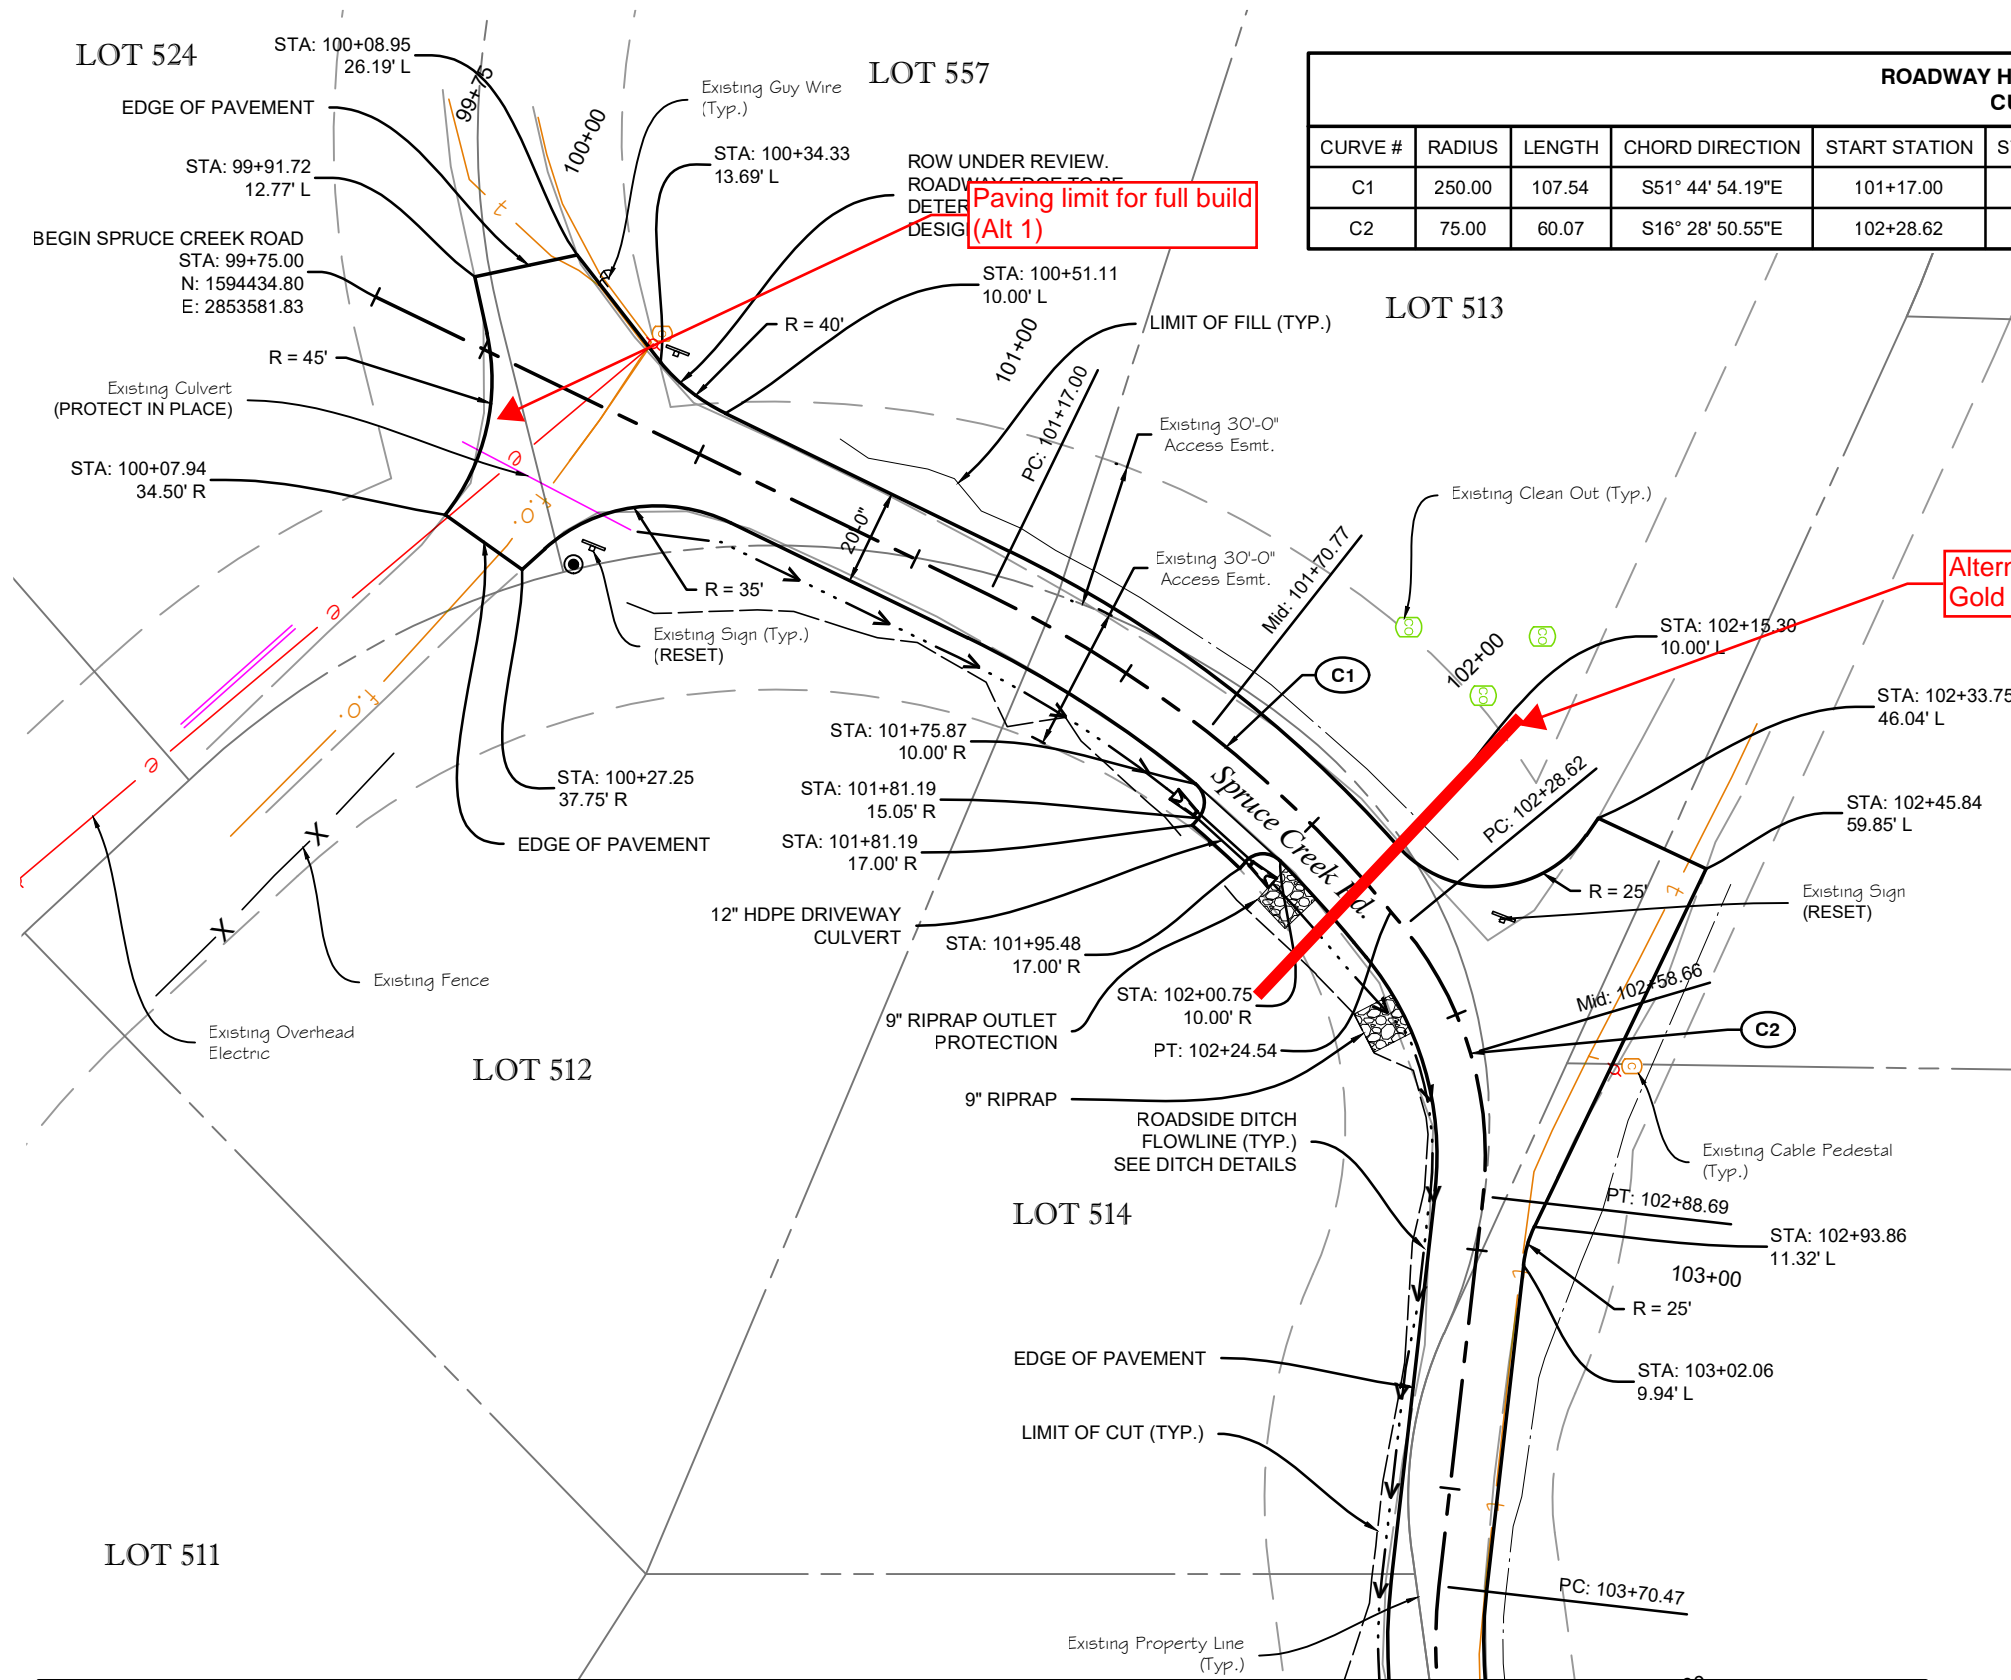 LOT 524
STA: 100+08.95
26.19' L
EDGE OF PAVEMENT
STA: 99+91.72
12.77' L
BEGIN SPRUCE CREEK ROAD
STA: 99+75.00
N: 1594434.80
E: 2853581.83
R = 45'
Existing Culvert
(PROTECT IN PLACE)
STA: 100+07.94
34.50' R
99+75
100+00
Existing Guy Wire
(Typ.)
LOT 557
STA: 100+34.33
13.69' L
ROW UNDER REVIEW.
ROADWAY EDGE TO BE
Paving limit for full build
(Alt 1)
STA: 100+51.11
10.00' L
R = 40'
101+00
LIMIT OF FILL (TYP.)
PC: 101+17.00
Existing 30'-0"
Access Esmt.
Existing 30'-0"
Access Esmt.
ROADWAY H
CURVE #
RADIUS
LENGTH
CHORD DIRECTION
START STATION
C1
250.00
107.54
S51° 44' 54.19"E
101+17.00
C2
75.00
60.07
S16° 28' 50.55"E
102+28.62
LOT 513
Existing Clean Out (Typ.)
Mid: 101+70.77
20'-0"
R = 35'
Existing Sign (Typ.)
(RESET)
t
e
t.o.
e
t.o.
e
C
CO
CO
CO
C1
102+00
STA: 102+15.30
10.00' L
Gold
STA: 102+33.75
46.04' L
STA: 102+45.84
59.85' L
PC: 102+28.62
R = 25'
Existing Sign
(RESET)
STA: 101+75.87
10.00' R
STA: 101+81.19
15.05' R
STA: 101+81.19
17.00' R
12" HDPE DRIVEWAY
CULVERT
STA: 101+95.48
17.00' R
9" RIPRAP OUTLET
PROTECTION
STA: 102+00.75
10.00' R
PT: 102+24.54
9" RIPRAP
Spruce Creek Rd.
STA: 100+27.25
37.75' R
EDGE OF PAVEMENT
X
X
Existing Fence
Existing Overhead
Electric
LOT 512
Mid: 102+58.66
C2
t
C
Existing Cable Pedestal
(Typ.)
ROADSIDE DITCH
FLOWLINE (TYP.)
SEE DITCH DETAILS
LOT 514
PT: 102+88.69
STA: 102+93.86
11.32' L
103+00
R = 25'
STA: 103+02.06
9.94' L
EDGE OF PAVEMENT
LIMIT OF CUT (TYP.)
LOT 511
PC: 103+70.47
Existing Property Line
(Typ.)